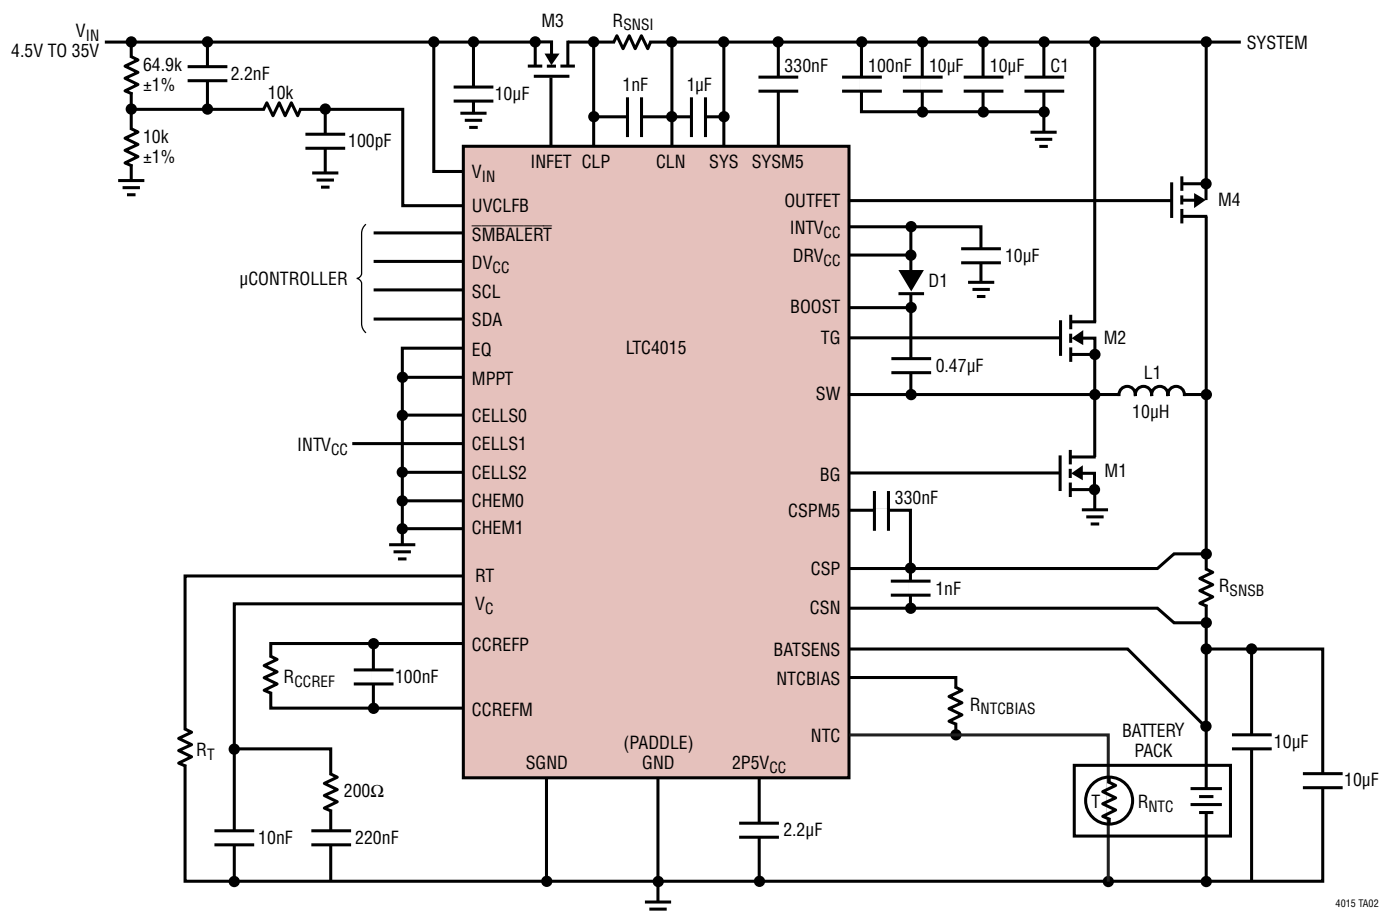 VIN
4.5V TO 35V
64.9k
±1%
2.2nF
10k
10k
±1%
100pF
10µF
M3
RSNSI
1nF
1µF
330nF
100nF
10µF
10µF
C1
SYSTEM
INFET
CLP
CLN
SYS
SYSM5
VIN
UVCLFB
SMBALERT
DVCC
SCL
SDA
µCONTROLLER
EQ
MPPT
CELLS0
CELLS1
INTVCC
CELLS2
CHEM0
CHEM1
RT
VC
CCREFP
CCREFM
RCCREF
100nF
RT
200Ω
10nF
220nF
LTC4015
OUTFET
M4
INTVCC
DRVCC
10µF
D1
BOOST
TG
M2
0.47µF
SW
L1
10µH
BG
M1
330nF
CSPM5
CSP
1nF
CSN
RSNSB
BATSENS
NTCBIAS
RNTCBIAS
NTC
BATTERY
PACK
T
RNTC
10µF
10µF
SGND
(PADDLE)
GND
2P5VCC
2.2µF
4015 TA02